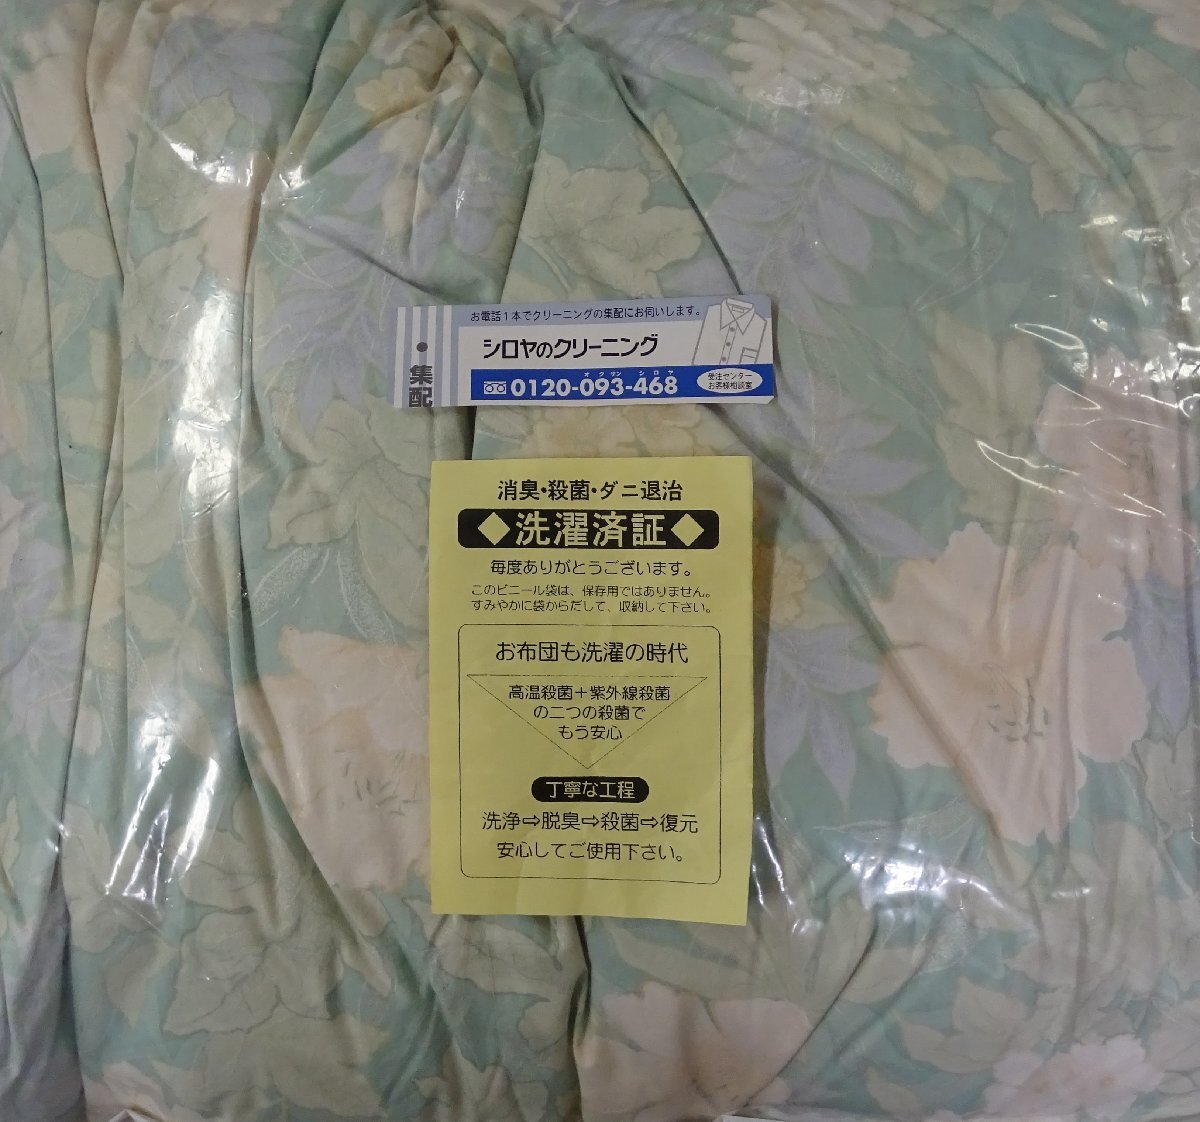 お電話1本でクリーニングの集配にお伺いします。
・集配
シロヤのクリーニング
オクサン シロヤ
0120-093-468
受注センター
お客様相談室
消臭・殺菌・ダニ退治
◆洗濯済証◆
毎度ありがとうございます。
このビニール袋は、保存用ではありません。
すみやかに袋からだして、収納して下さい。
お布団も洗濯の時代
高温殺菌+紫外線殺菌
の二つの殺菌で
もう安心
丁寧な工程
洗浄⇨脱臭⇨殺菌⇨復元
安心してご使用下さい。